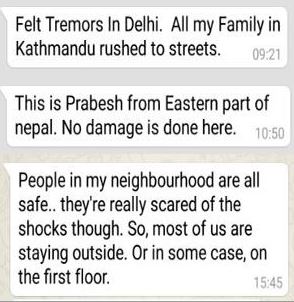 Felt Tremors In Delhi.  All my Family in
Kathmandu rushed to streets. 09:21
This is Prabesh from Eastern part of
nepal. No damage is done here. 10:50
People in my neighbourhood are all
safe.. they're really scared of the
shocks though. So, most of us are
staying outside. Or in some case, on
the first floor. 15:45